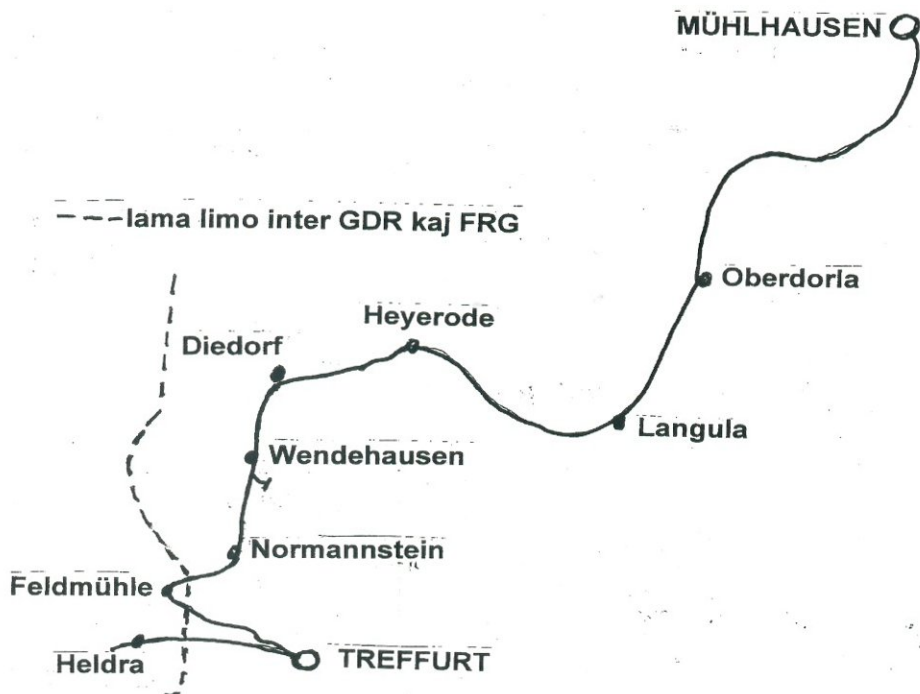 MÜHLHAUSEN
---lama limo inter GDR kaj FRG
Oberdorla
Heyerode
Diedorf
Langula
Wendehausen
Normannstein
Feldmühle
Heldra
TREFFURT